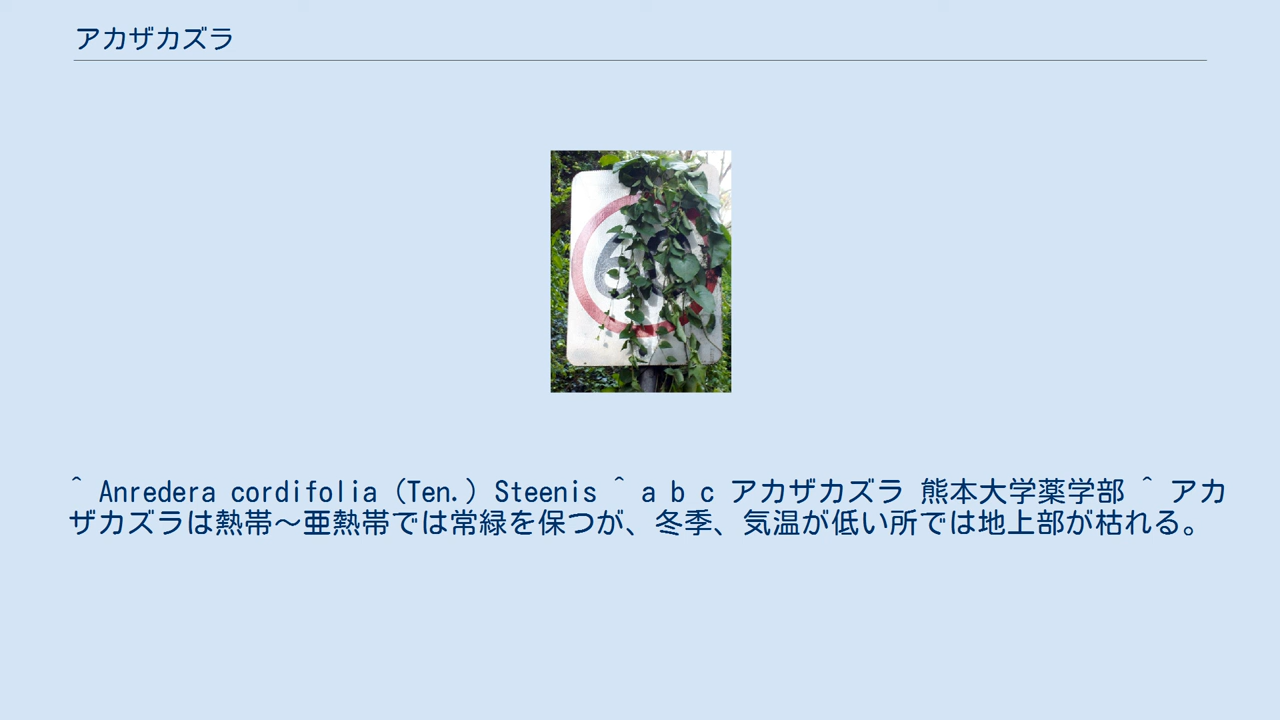 アカザカズラ
^ Anredera cordifolia (Ten.) Steenis ^ a b c アカザカズラ 熊本大学薬学部 ^ アカ
ザカズラは熱帯〜亜熱帯では常緑を保つが、冬季、気温が低い所では地上部が枯れる。